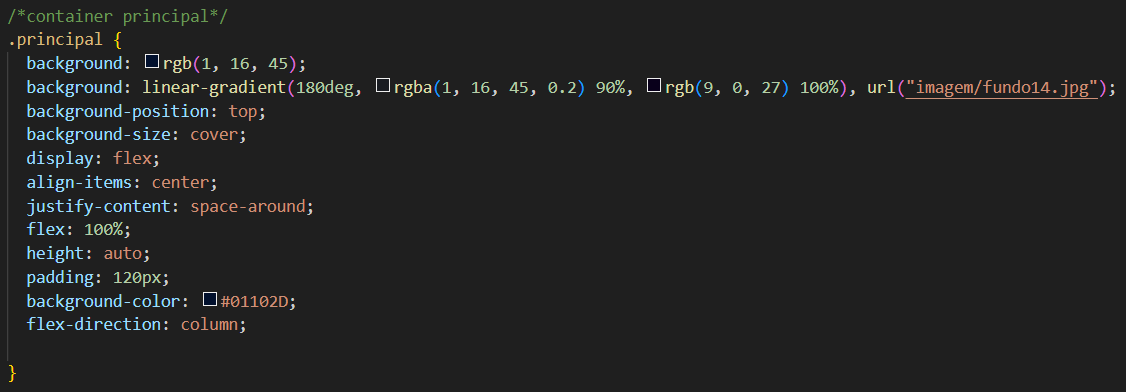 /*container principal*/
.principal {
background: rgb(1, 16, 45);
background: linear-gradient(180deg, rgba(1, 16, 45, 0.2) 90%, rgb(9, 0, 27) 100%), url("imagem/fundo14.jpg");
background-position: top;
background-size: cover;
display: flex;
align-items: center;
justify-content: space-around;
flex: 100%;
height: auto;
padding: 120px;
background-color: #01102D;
flex-direction: column;
}